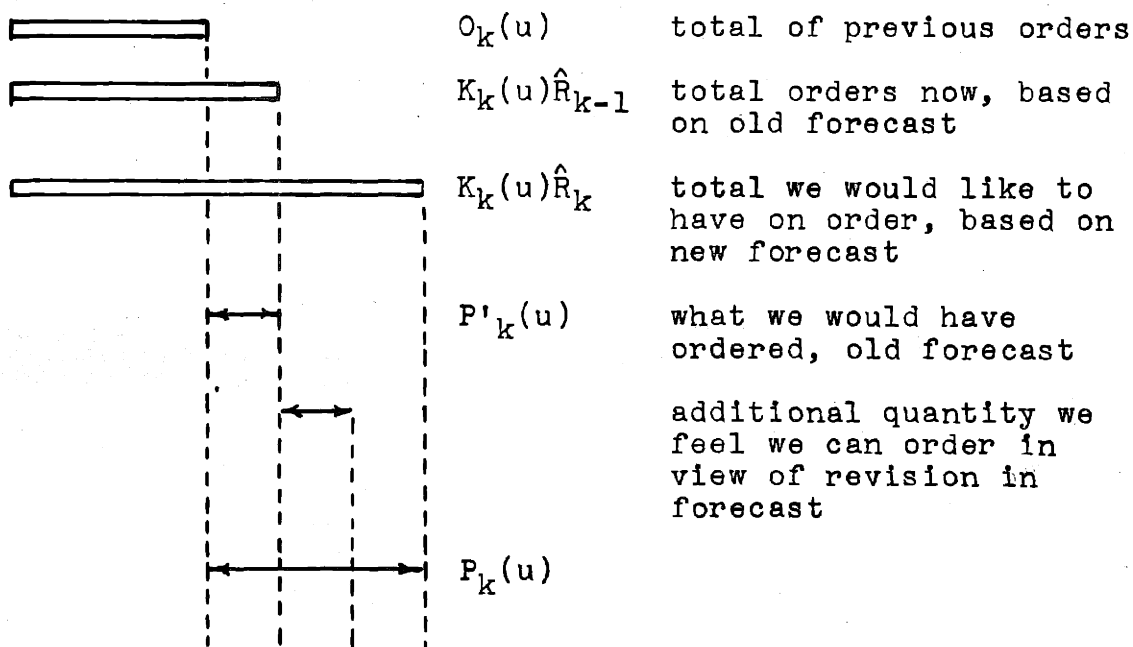 O_k(u) total of previous orders
K_k(u)R̂_{k-1} total orders now, based
on old forecast
K_k(u)R̂_k total we would like to
have on order, based on
new forecast
P'_k(u) what we would have
ordered, old forecast
additional quantity we
feel we can order in
view of revision in
forecast
P_k(u)